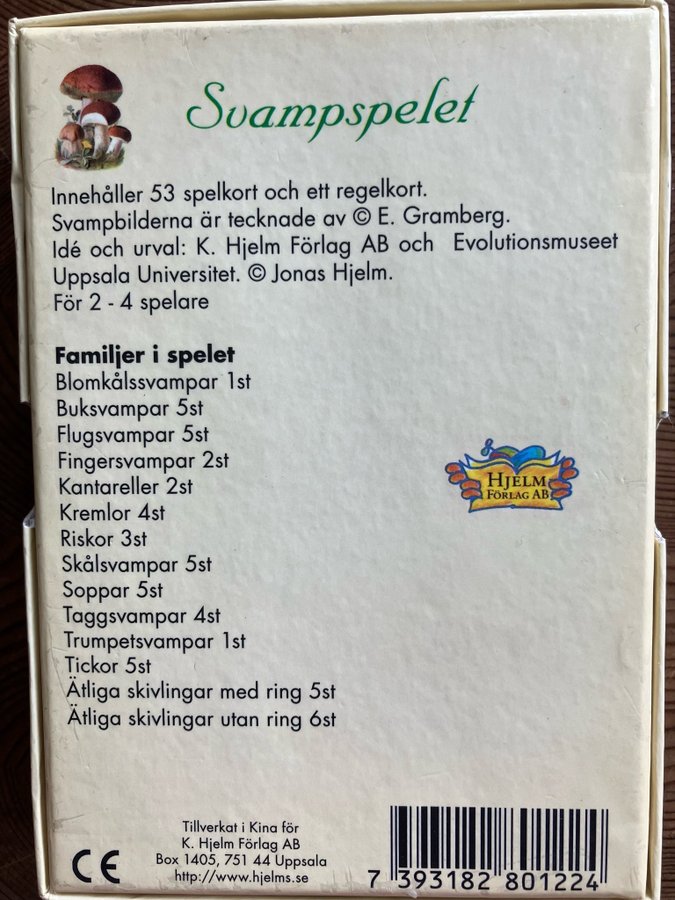 Svampspelet
Innehåller 53 spelkort och ett regelkort.
Svampbilderna är tecknade av © E. Gramberg.
Idé och urval: K. Hjelm Förlag AB och Evolutionsmuseet
Uppsala Universitet. © Jonas Hjelm.
För 2 - 4 spelare
Familjer i spelet
Blomkålssvampar 1st
Buksvampar 5st
Flugsvampar 5st
Fingersvampar 2st
Kantareller 2st
Kremlor 4st
Riskor 3st
Skålsvampar 5st
Soppar 5st
Taggsvampar 4st
Trumpetsvampar 1st
Tickor 5st
Ätliga skivlingar med ring 5st
Ätliga skivlingar utan ring 6st
HJELM
FÖRLAG AB
CE
Tillverkat i Kina för
K. Hjelm Förlag AB
Box 1405, 751 44 Uppsala
http://www.hjelms.se
7 393182 801224